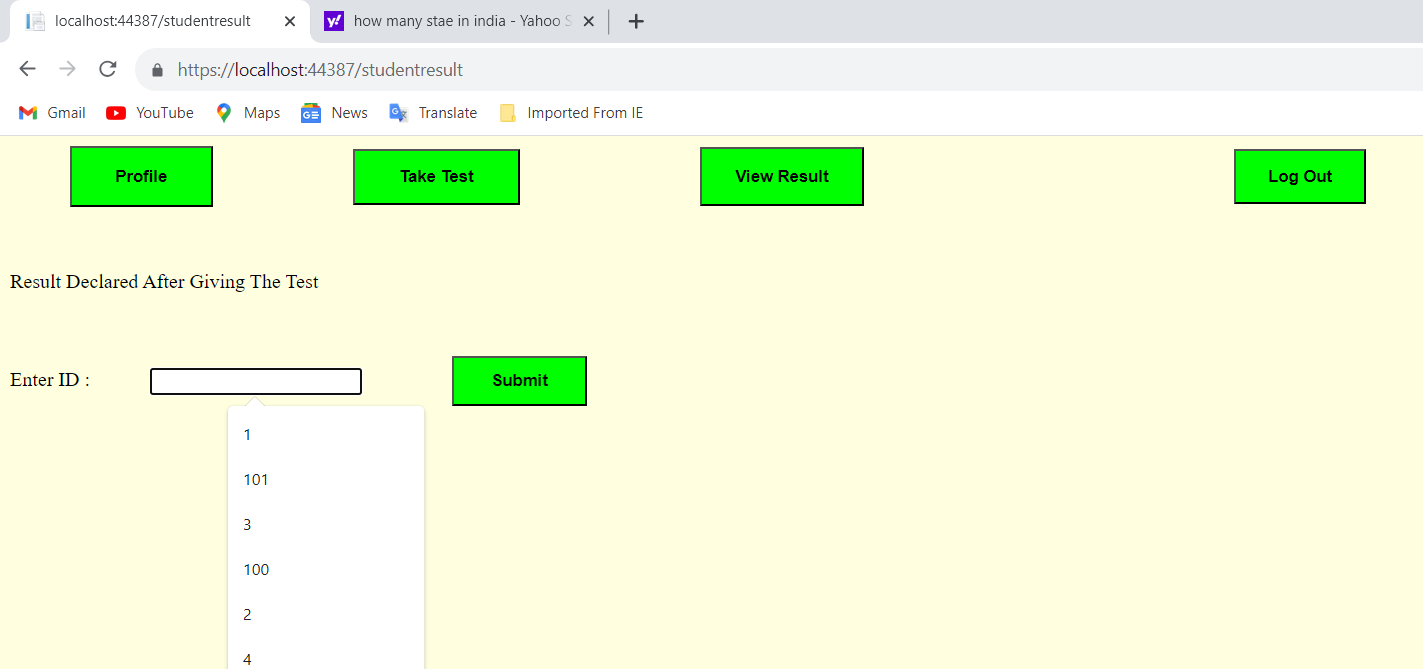 localhost:44387/studentresult
how many stae in india - Yahoo S
https://localhost:44387/studentresult
Gmail YouTube Maps News Translate Imported From IE
Profile Take Test View Result Log Out
Result Declared After Giving The Test
Enter ID : Submit
1
101
3
100
2
4